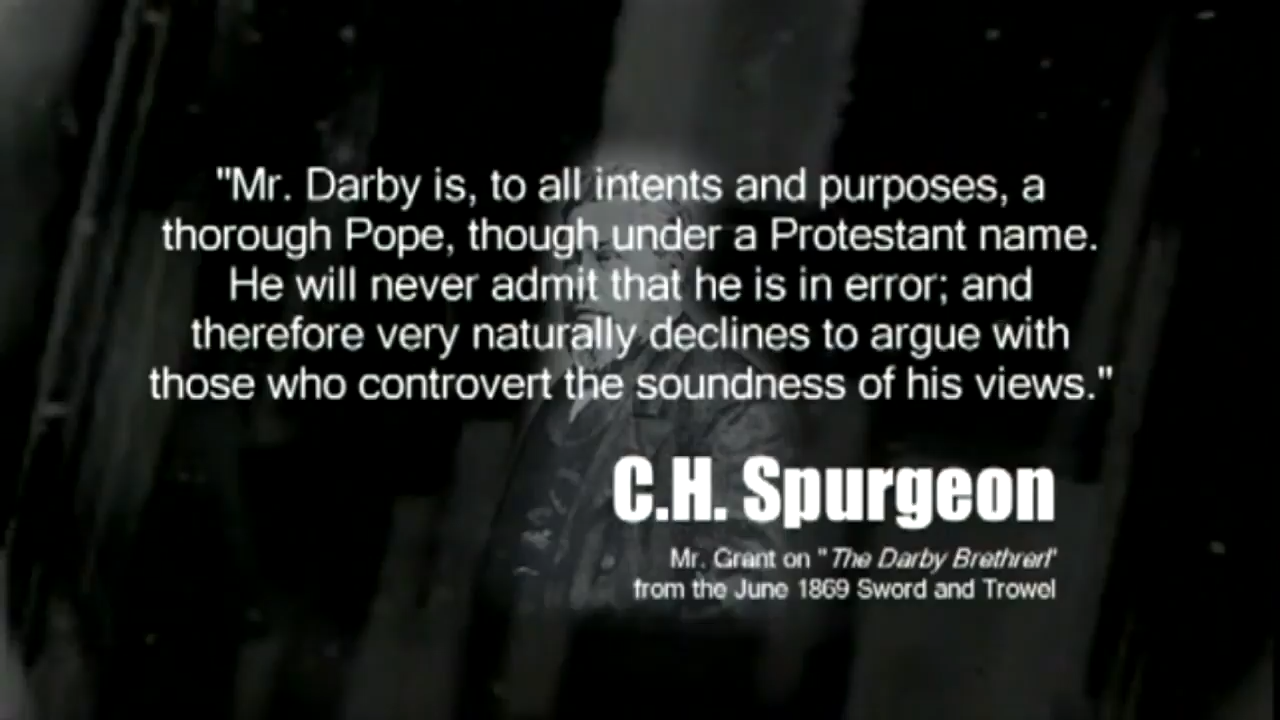 "Mr. Darby is, to all intents and purposes, a
thorough Pope, though under a Protestant name.
He will never admit that he is in error; and
therefore very naturally declines to argue with
those who controvert the soundness of his views."
C.H. Spurgeon
Mr. Grant on "The Darby Brethren"
from the June 1869 Sword and Trowel